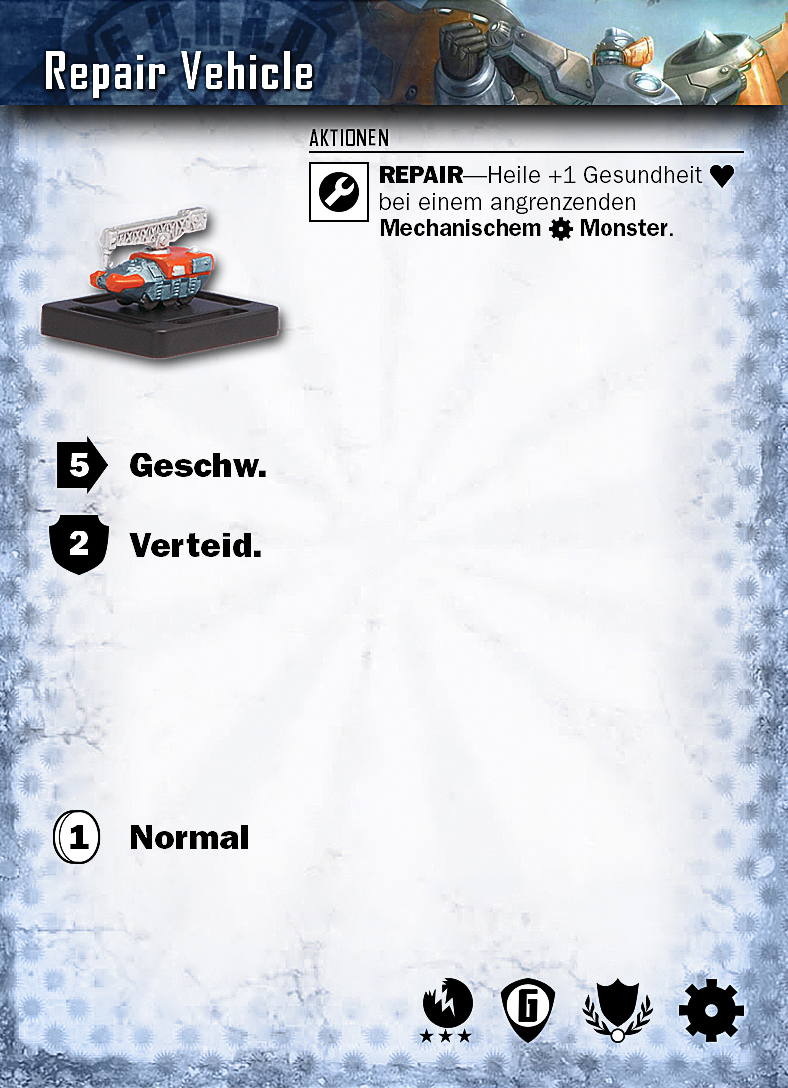 Repair Vehicle
AKTIONEN
REPAIR—Heile +1 Gesundheit
bei einem angrenzenden
Mechanischem Monster.
5 Geschw.
2 Verteid.
1 Normal
G